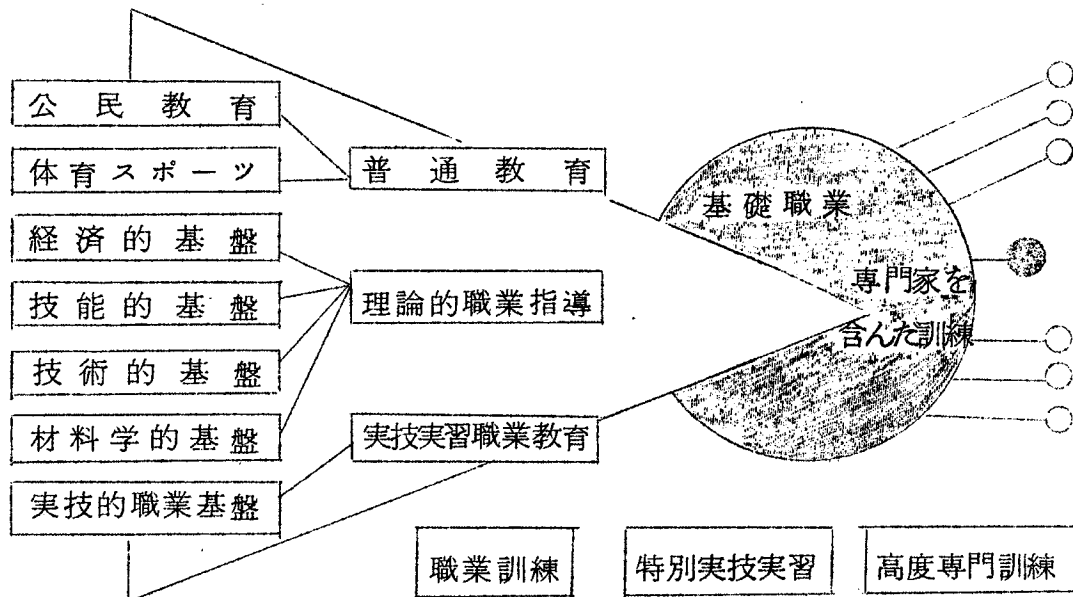 公民教育
体育スポーツ
経済的基盤
技能的基盤
技術的基盤
材料学的基盤
実技的職業基盤
普通教育
理論的職業指導
実技実習職業教育
基礎職業
専門家を
含んだ訓練
職業訓練
特別実技実習
高度専門訓練